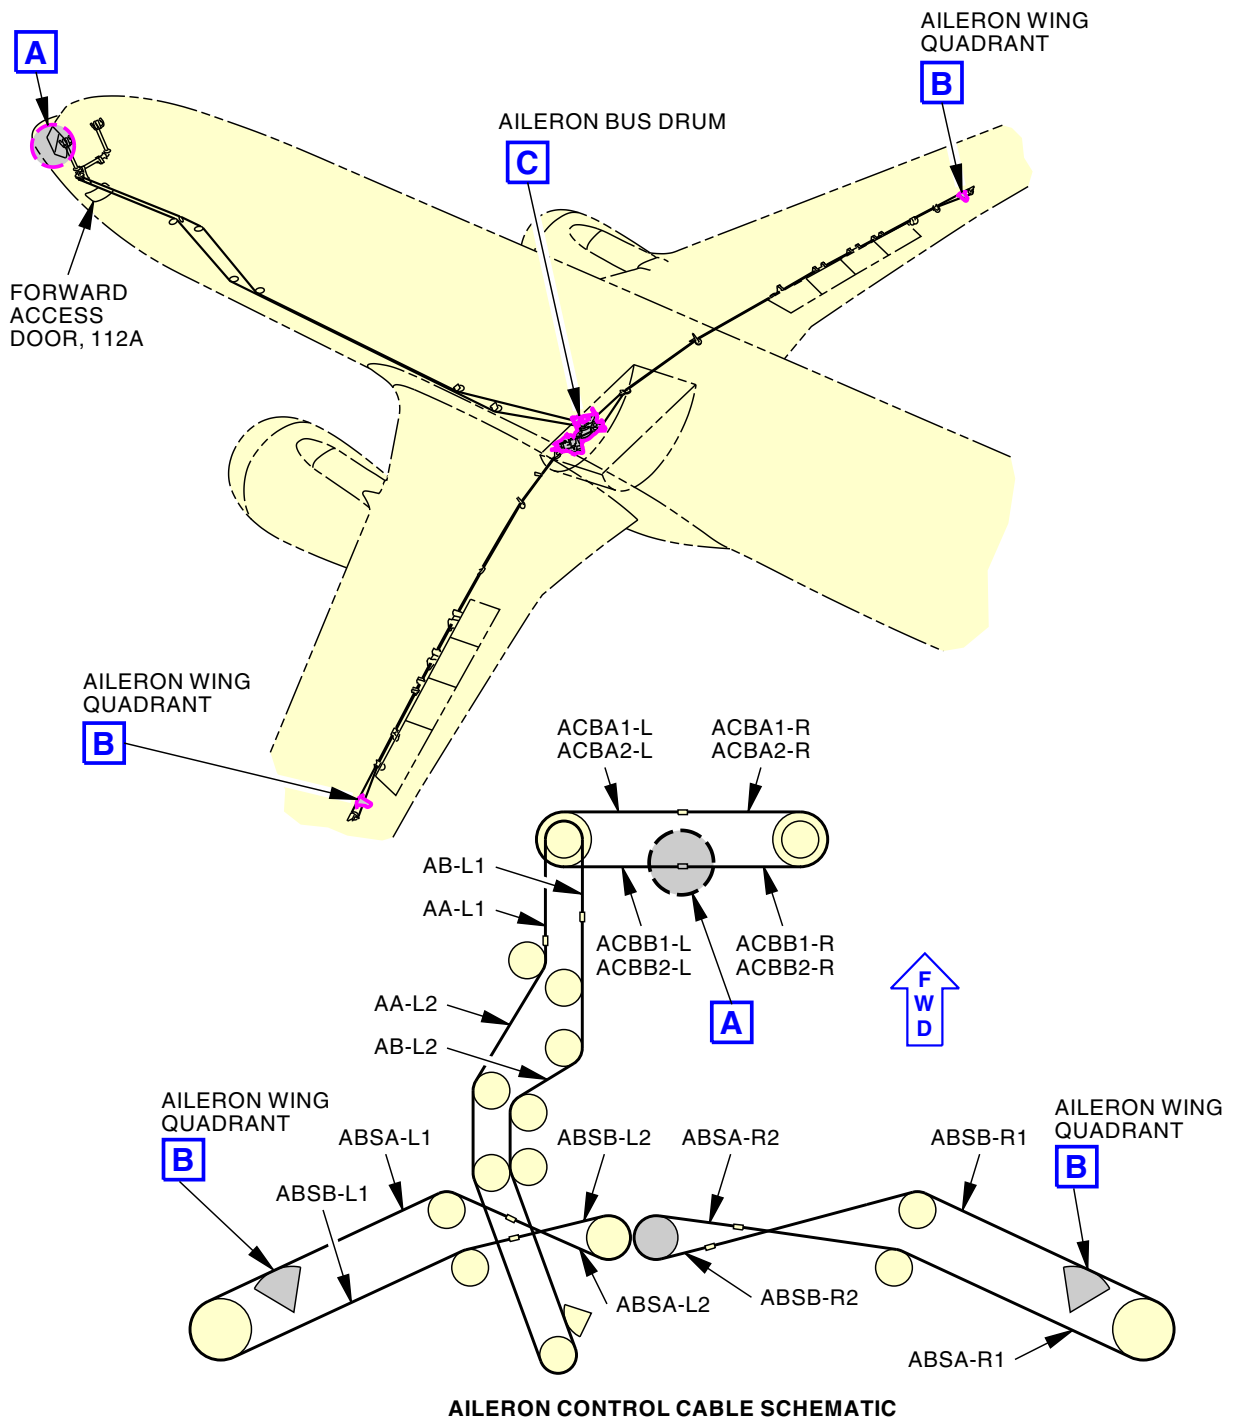 AILERON WING
QUADRANT
A
B
AILERON BUS DRUM
C
FORWARD
ACCESS
DOOR, 112A
AILERON WING
QUADRANT
B
ACBA1-L
ACBA2-L
ACBA1-R
ACBA2-R
AB-L1
AA-L1
ACBB1-L
ACBB2-L
ACBB1-R
ACBB2-R
AA-L2
A
F
W
D
AB-L2
AILERON WING
QUADRANT
B
ABSA-L1
ABSB-L2
ABSA-R2
ABSB-R1
AILERON WING
QUADRANT
B
ABSB-L1
ABSA-L2
ABSB-R2
ABSA-R1
AILERON CONTROL CABLE SCHEMATIC